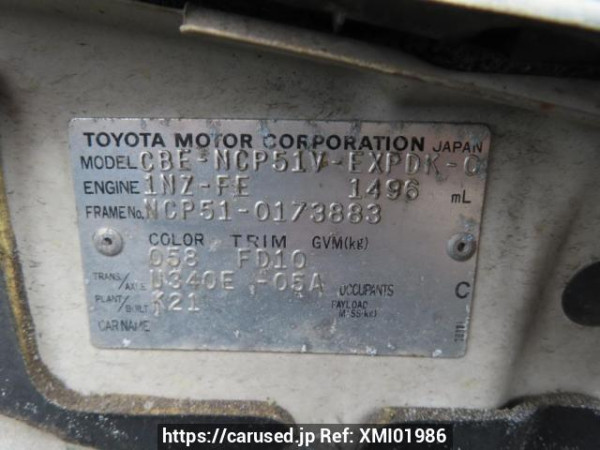 TOYOTA MOTOR CORPORATION JAPAN
MODEL CBE-NCP51V-EXPDK-C
ENGINE 1NZ-FE 1496 mL
FRAME No. NCP51-0173883
COLOR TRIM GVM(kg)
058 FD10
TRANS./AXLE U340E -05A OCCUPANTS C
PLANT/BUILT K21 PAYLOAD
CAR NAME
https://carused.jp Ref: XMI01986